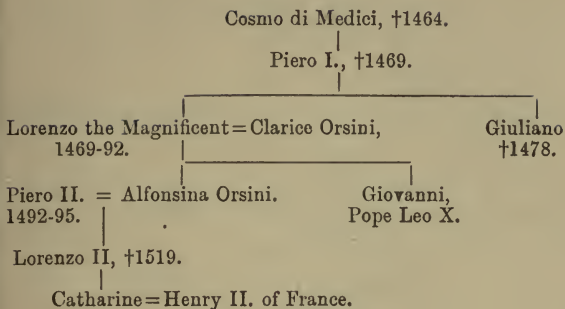 Cosmo di Medici, †1464.
Piero I., †1469.
Lorenzo the Magnificent=Clarice Orsini, Giuliano
1469-92. †1478.
Piero II. = Alfonsina Orsini. Giovanni,
1492-95. Pope Leo X.
Lorenzo II, †1519.
Catharine=Henry II. of France.